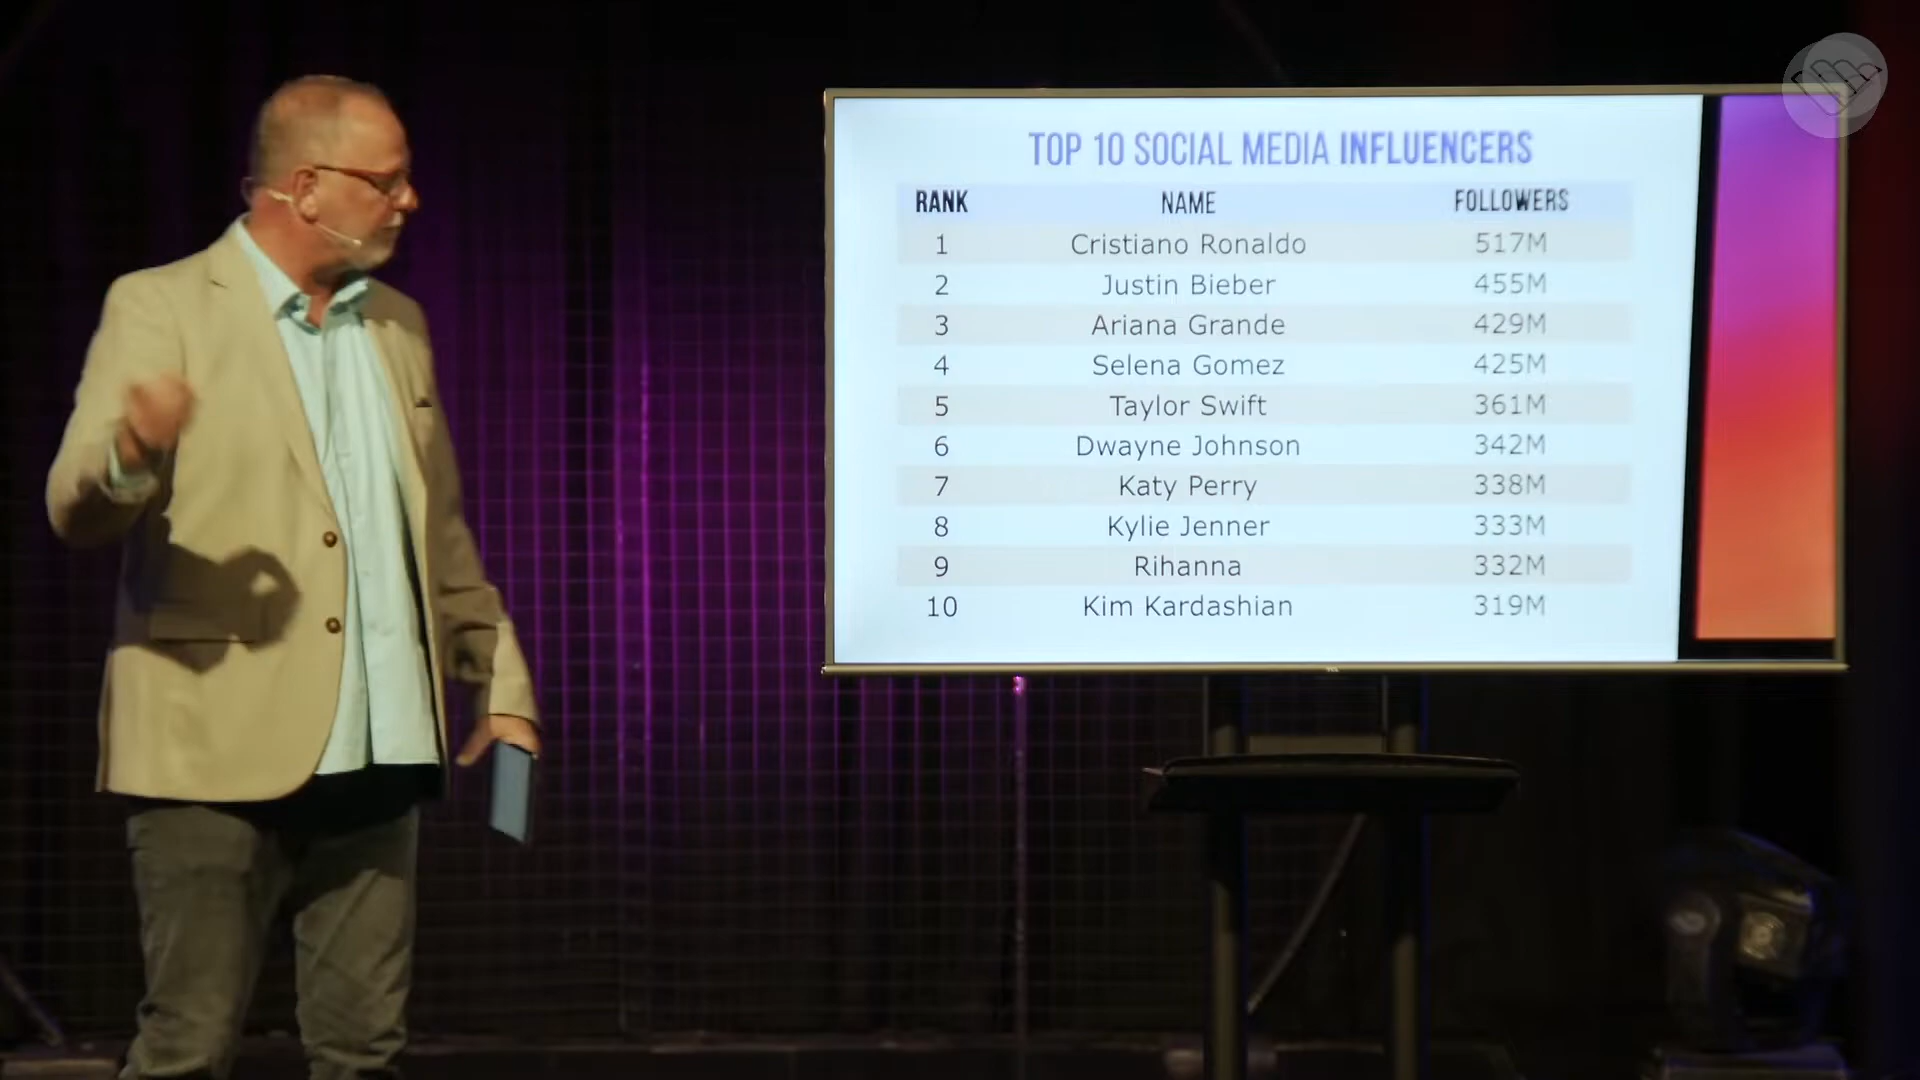 TOP 10 SOCIAL MEDIA INFLUENCERS
RANK NAME FOLLOWERS
1 Cristiano Ronaldo 517M
2 Justin Bieber 455M
3 Ariana Grande 429M
4 Selena Gomez 425M
5 Taylor Swift 361M
6 Dwayne Johnson 342M
7 Katy Perry 338M
8 Kylie Jenner 333M
9 Rihanna 332M
10 Kim Kardashian 319M
TCL